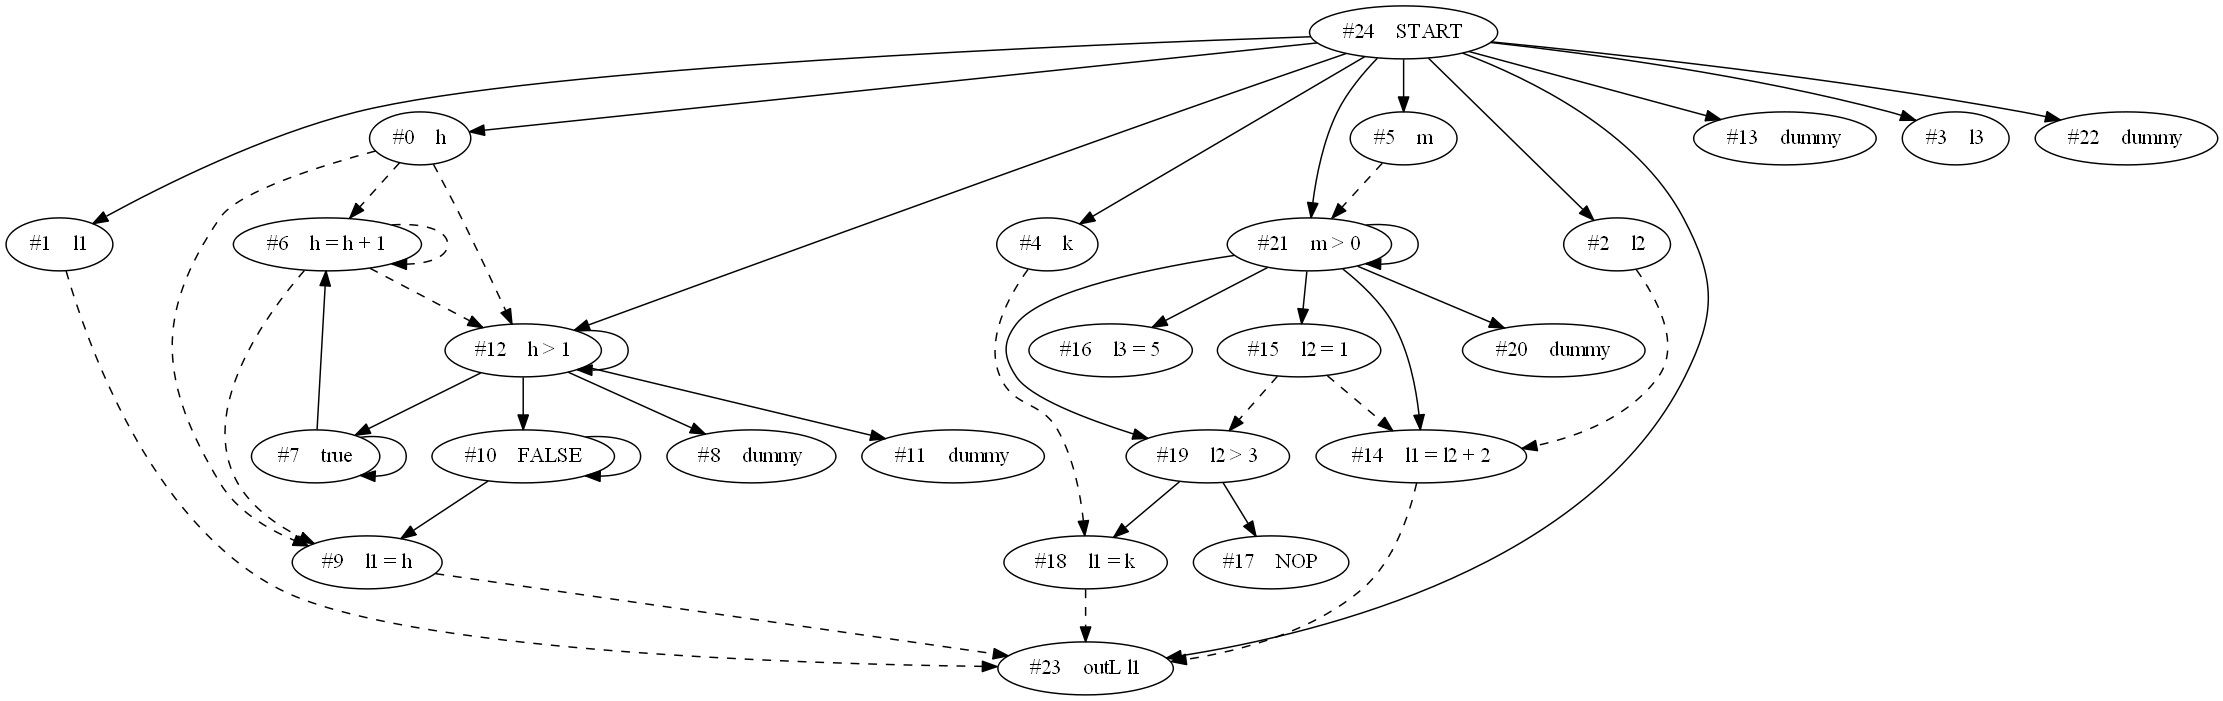 #24 START
#0 h
#5 m
#13 dummy
#3 l3
#22 dummy
#1 l1
#6 h = h + 1
#4 k
#21 m > 0
#2 l2
#12 h > 1
#16 l3 = 5
#15 l2 = 1
#20 dummy
#7 true
#10 FALSE
#8 dummy
#11 dummy
#19 l2 > 3
#14 l1 = l2 + 2
#9 l1 = h
#18 l1 = k
#17 NOP
#23 outL l1